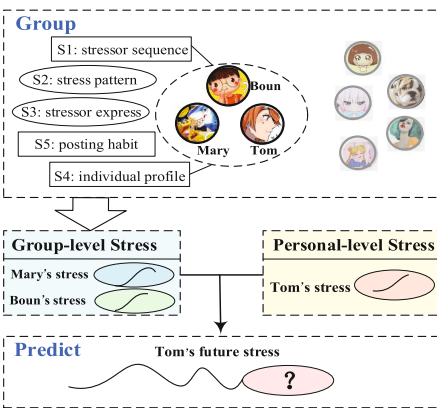 Group
S1: stressor sequence
S2: stress pattern
S3: stressor express
S5: posting habit
S4: individual profile
Boun
Mary
Tom
Group-level Stress
Mary's stress
Boun's stress
Personal-level Stress
Tom's stress
Predict
Tom's future stress
?